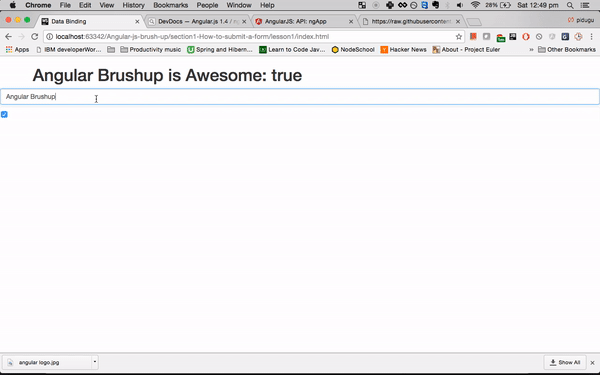 Chrome File Edit View History Bookmarks People Window Help 28% Sat 12:49 pm
Data Binding DevDocs — Angular.js 1.4 / AngularJS: API: ngApp https://raw.githubusercontent pidugu
localhost:63342/Angular-js-brush-up/section1-How-to-submit-a-form/lesson1/index.html
Apps IBM developerWor... Productivity music Spring and Hibern... Learn to Code Jav... NodeSchool Hacker News About - Project Euler » Other Bookmarks
Angular Brushup is Awesome: true
Angular Brushup
angular logo.jpg Show All